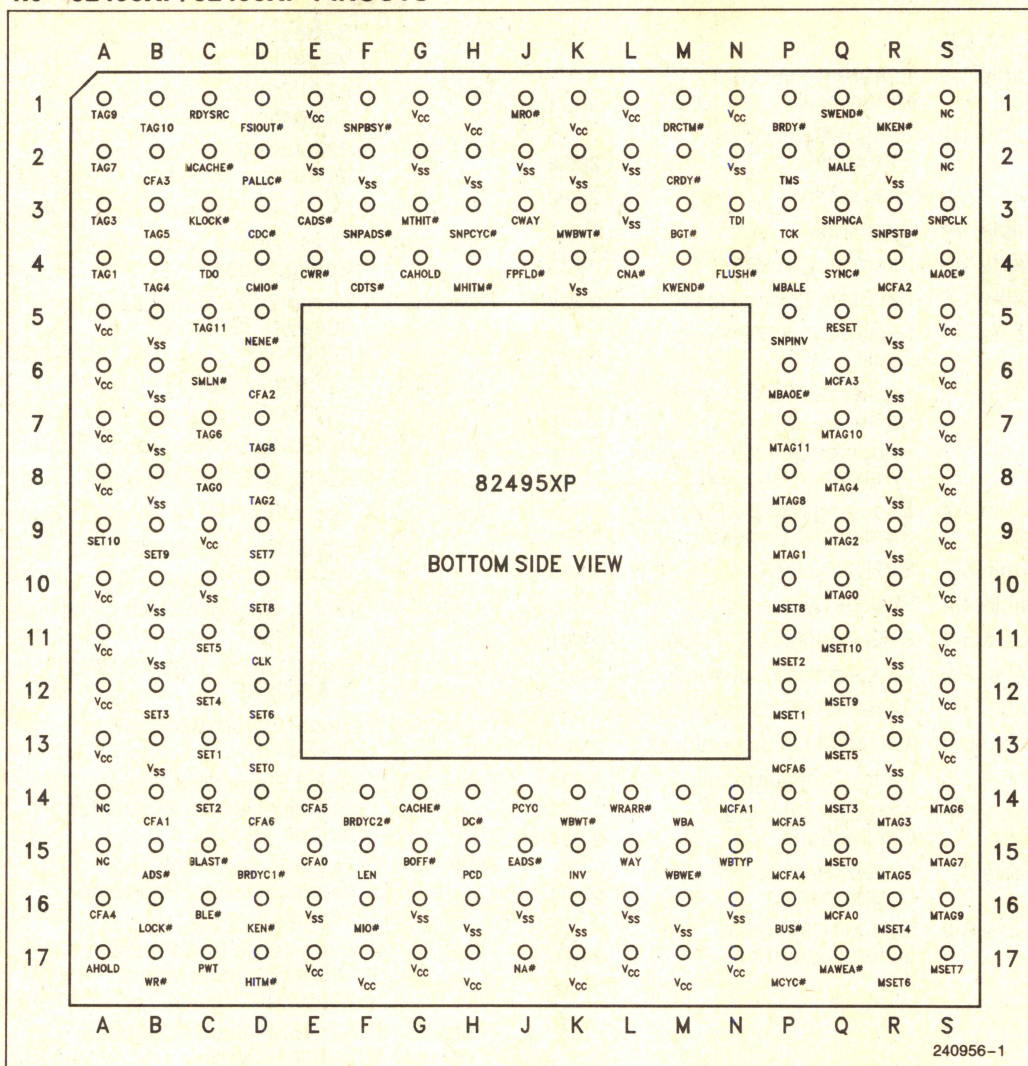 A B C D E F G H J K L M N P Q R S
1 TAG9 RDYSRC VCC VCC MRO# VCC VCC SWEND# NC 1
TAG10 FSIOUT# SNPBSY# VCC VCC DRCTM# BRDY# MKEN#
2 TAG7 MCACHE# VSS VSS VSS VSS VSS MALE NC 2
CFA3 PALLC# VSS VSS VSS CRDY# TMS VSS
3 TAG3 KLOCK# CADS# MTHIT# CWAY VSS TDI SNPNCA SNPCLK 3
TAG5 CDC# SNPADS# SNPCYC# MWBWT# BGT# TCK SNPSTB#
4 TAG1 TDO CWR# CAHOLD FPFLD# CNA# FLUSH# SYNC# MAOE# 4
TAG4 CMIO# CDTS# MHITM# VSS KWEND# MBALE MCFA2
5 VCC TAG11 RESET VCC 5
VSS NENE# SNPINV VSS
6 VCC SMLN# MCFA3 VCC 6
VSS CFA2 MBAOE# VSS
7 VCC TAG6 MTAG10 VCC 7
VSS TAG8 MTAG11 VSS
8 VCC TAG0 82495XP MTAG4 VCC 8
VSS TAG2 MTAG8 VSS
9 SET10 VCC MTAG2 VCC 9
SET9 SET7 BOTTOM SIDE VIEW MTAG1 VSS
10 VCC VSS MTAG0 VCC 10
VSS SET8 MSET8 VSS
11 VCC SET5 MSET10 VCC 11
VSS CLK MSET2 VSS
12 VCC SET4 MSET9 VCC 12
SET3 SET6 MSET1 VSS
13 VCC SET1 MSET5 VCC 13
VSS SET0 MCFA6 VSS
14 NC SET2 CFA5 CACHE# PCYC WRARR# MCFA1 MSET3 MTAG6 14
CFA1 CFA6 BRDYC2# DC# WBWT# WBA MCFA5 MTAG3
15 NC BLAST# CFA0 BOFF# EADS# WAY WBTYP MSET0 MTAG7 15
ADS# BRDYC1# LEN PCD INV WBWE# MCFA4 MTAG5
16 CFA4 BLE# VSS VSS VSS VSS VSS MCFA0 MTAG9 16
LOCK# KEN# MIO# VSS VSS VSS BUS# MSET4
17 AHOLD PWT VCC VCC NA# VCC VCC MAWEA# MSET7 17
WR# HITM# VCC VCC VCC VCC MCYC# MSET6
A B C D E F G H J K L M N P Q R S
240956-1